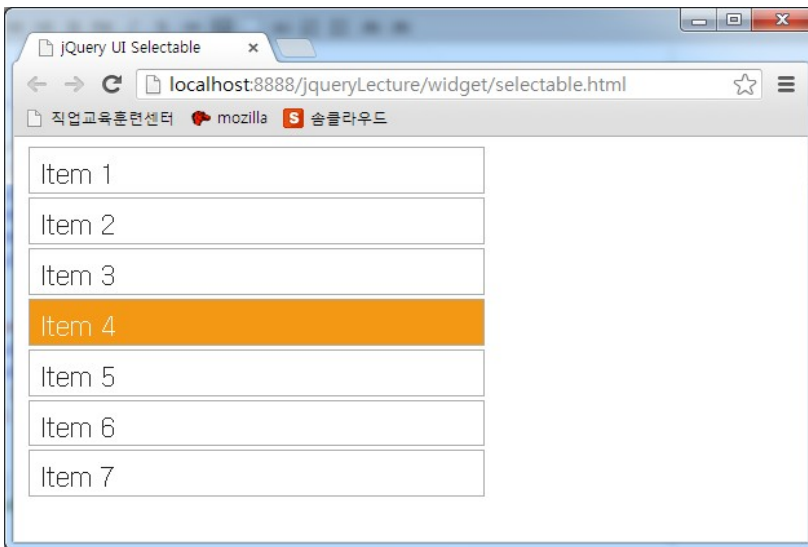 jQuery UI Selectable
localhost:8888/jqueryLecture/widget/selectable.html
직업교육훈련센터 mozilla S 솜클라우드
Item 1
Item 2
Item 3
Item 4
Item 5
Item 6
Item 7